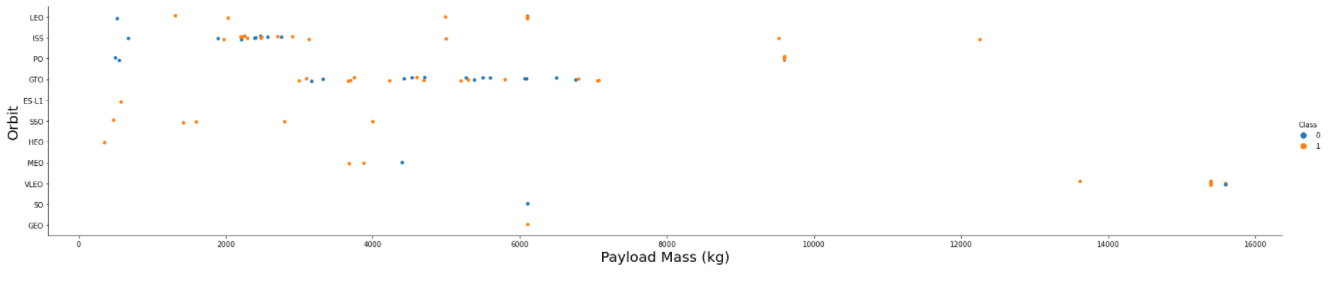 Orbit
LEO
ISS
PO
GTO
ES-L1
SSO
HEO
MEO
VLEO
SO
GEO
0 2000 4000 6000 8000 10000 12000 14000 16000
Payload Mass (kg)
Class
0
1